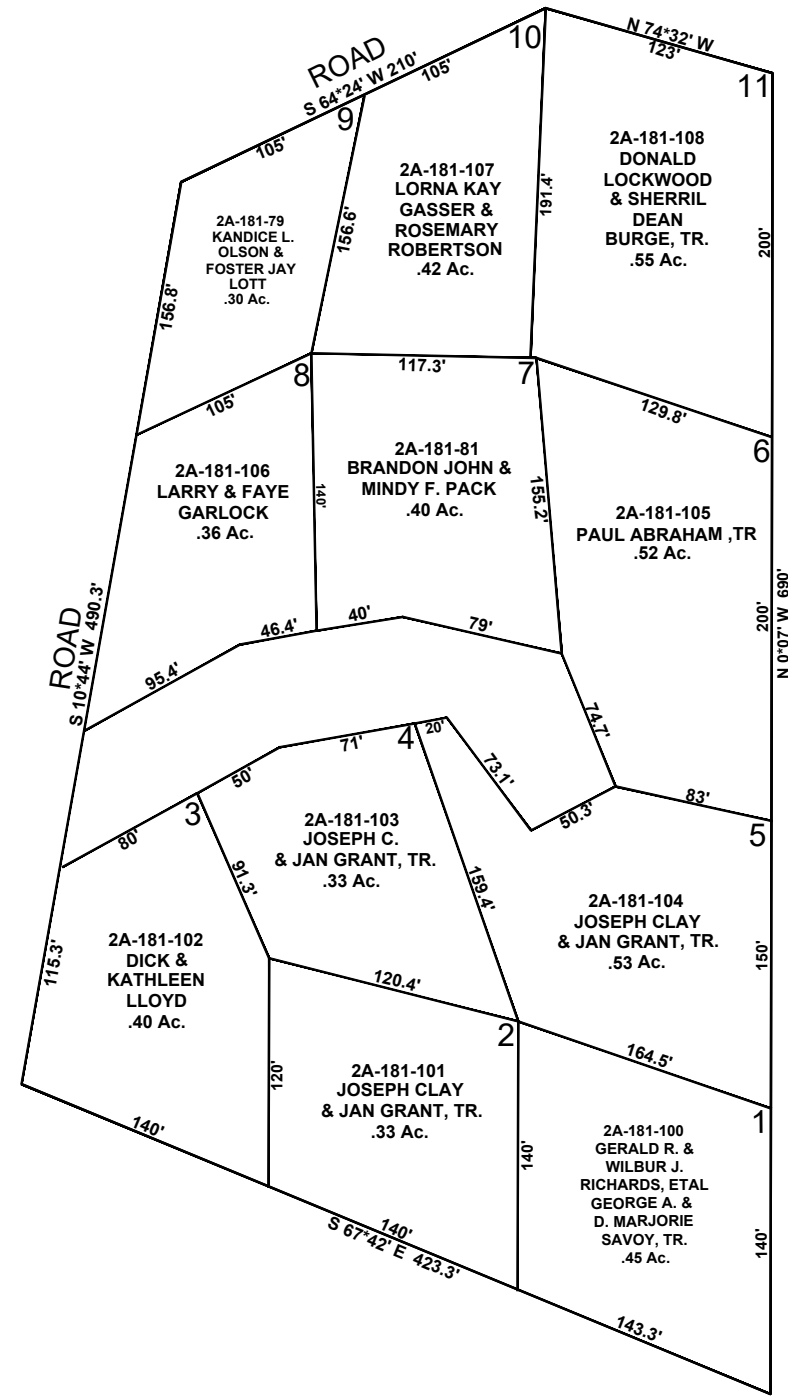 N 74*32' W
123'
10
ROAD
S 64*24' W 210'
105'
11
9
105'
2A-181-108
DONALD
LOCKWOOD
& SHERRIL
DEAN
BURGE, TR.
.55 Ac.
2A-181-107
LORNA KAY
GASSER &
ROSEMARY
ROBERTSON
.42 Ac.
191.4'
200'
156.6'
2A-181-79
KANDICE L.
OLSON &
FOSTER JAY
LOTT
.30 Ac.
156.8'
8
117.3'
7
105'
129.8'
6
2A-181-106
LARRY & FAYE
GARLOCK
.36 Ac.
140'
2A-181-81
BRANDON JOHN &
MINDY F. PACK
.40 Ac.
155.2'
2A-181-105
PAUL ABRAHAM ,TR
.52 Ac.
200'
N 0*07' W  690'
ROAD
S 10*44' W  490.3'
95.4'
46.4'
40'
79'
74.7'
4
20'
71'
50'
3
80'
73.1'
50.3'
83'
5
2A-181-103
JOSEPH C.
& JAN GRANT, TR.
.33 Ac.
91.3'
159.4'
2A-181-104
JOSEPH CLAY
& JAN GRANT, TR.
.53 Ac.
150'
115.3'
2A-181-102
DICK &
KATHLEEN
LLOYD
.40 Ac.
120.4'
2
164.5'
1
120'
2A-181-101
JOSEPH CLAY
& JAN GRANT, TR.
.33 Ac.
140'
2A-181-100
GERALD R. &
WILBUR J.
RICHARDS, ETAL
GEORGE A. &
D. MARJORIE
SAVOY, TR.
.45 Ac.
140'
140'
140'
S 67*42' E  423.3'
143.3'